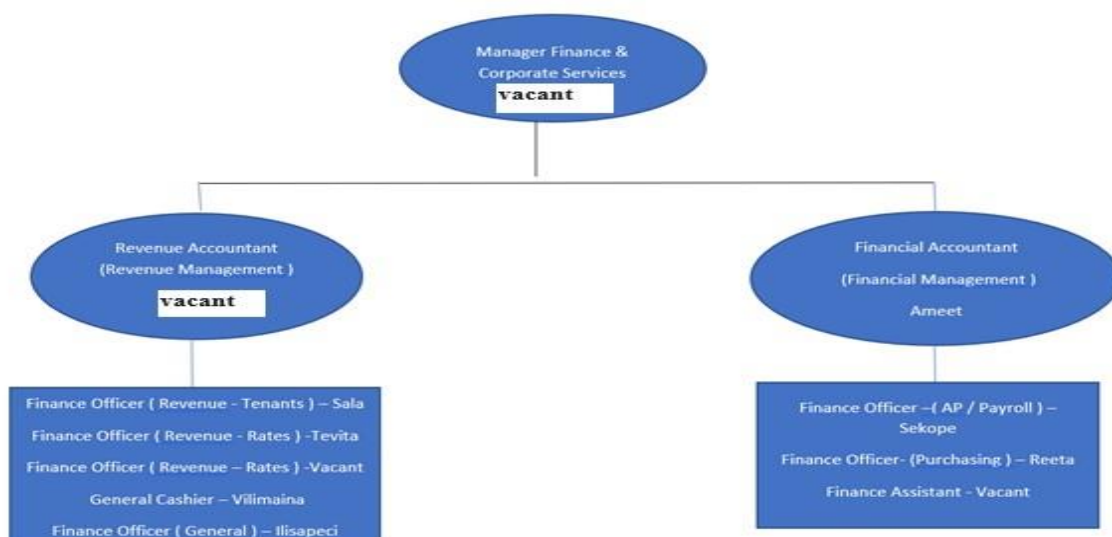 Manager Finance &
Corporate Services
vacant
Revenue Accountant
(Revenue Management )
vacant
Financial Accountant
(Financial Management )
Ameet
Finance Officer ( Revenue - Tenants ) – Sala
Finance Officer ( Revenue - Rates ) -Tevita
Finance Officer ( Revenue – Rates ) -Vacant
General Cashier – Vilimaina
Finance Officer ( General ) – Ilisapeci
Finance Officer –( AP / Payroll ) –
Sekope
Finance Officer- (Purchasing ) – Reeta
Finance Assistant - Vacant